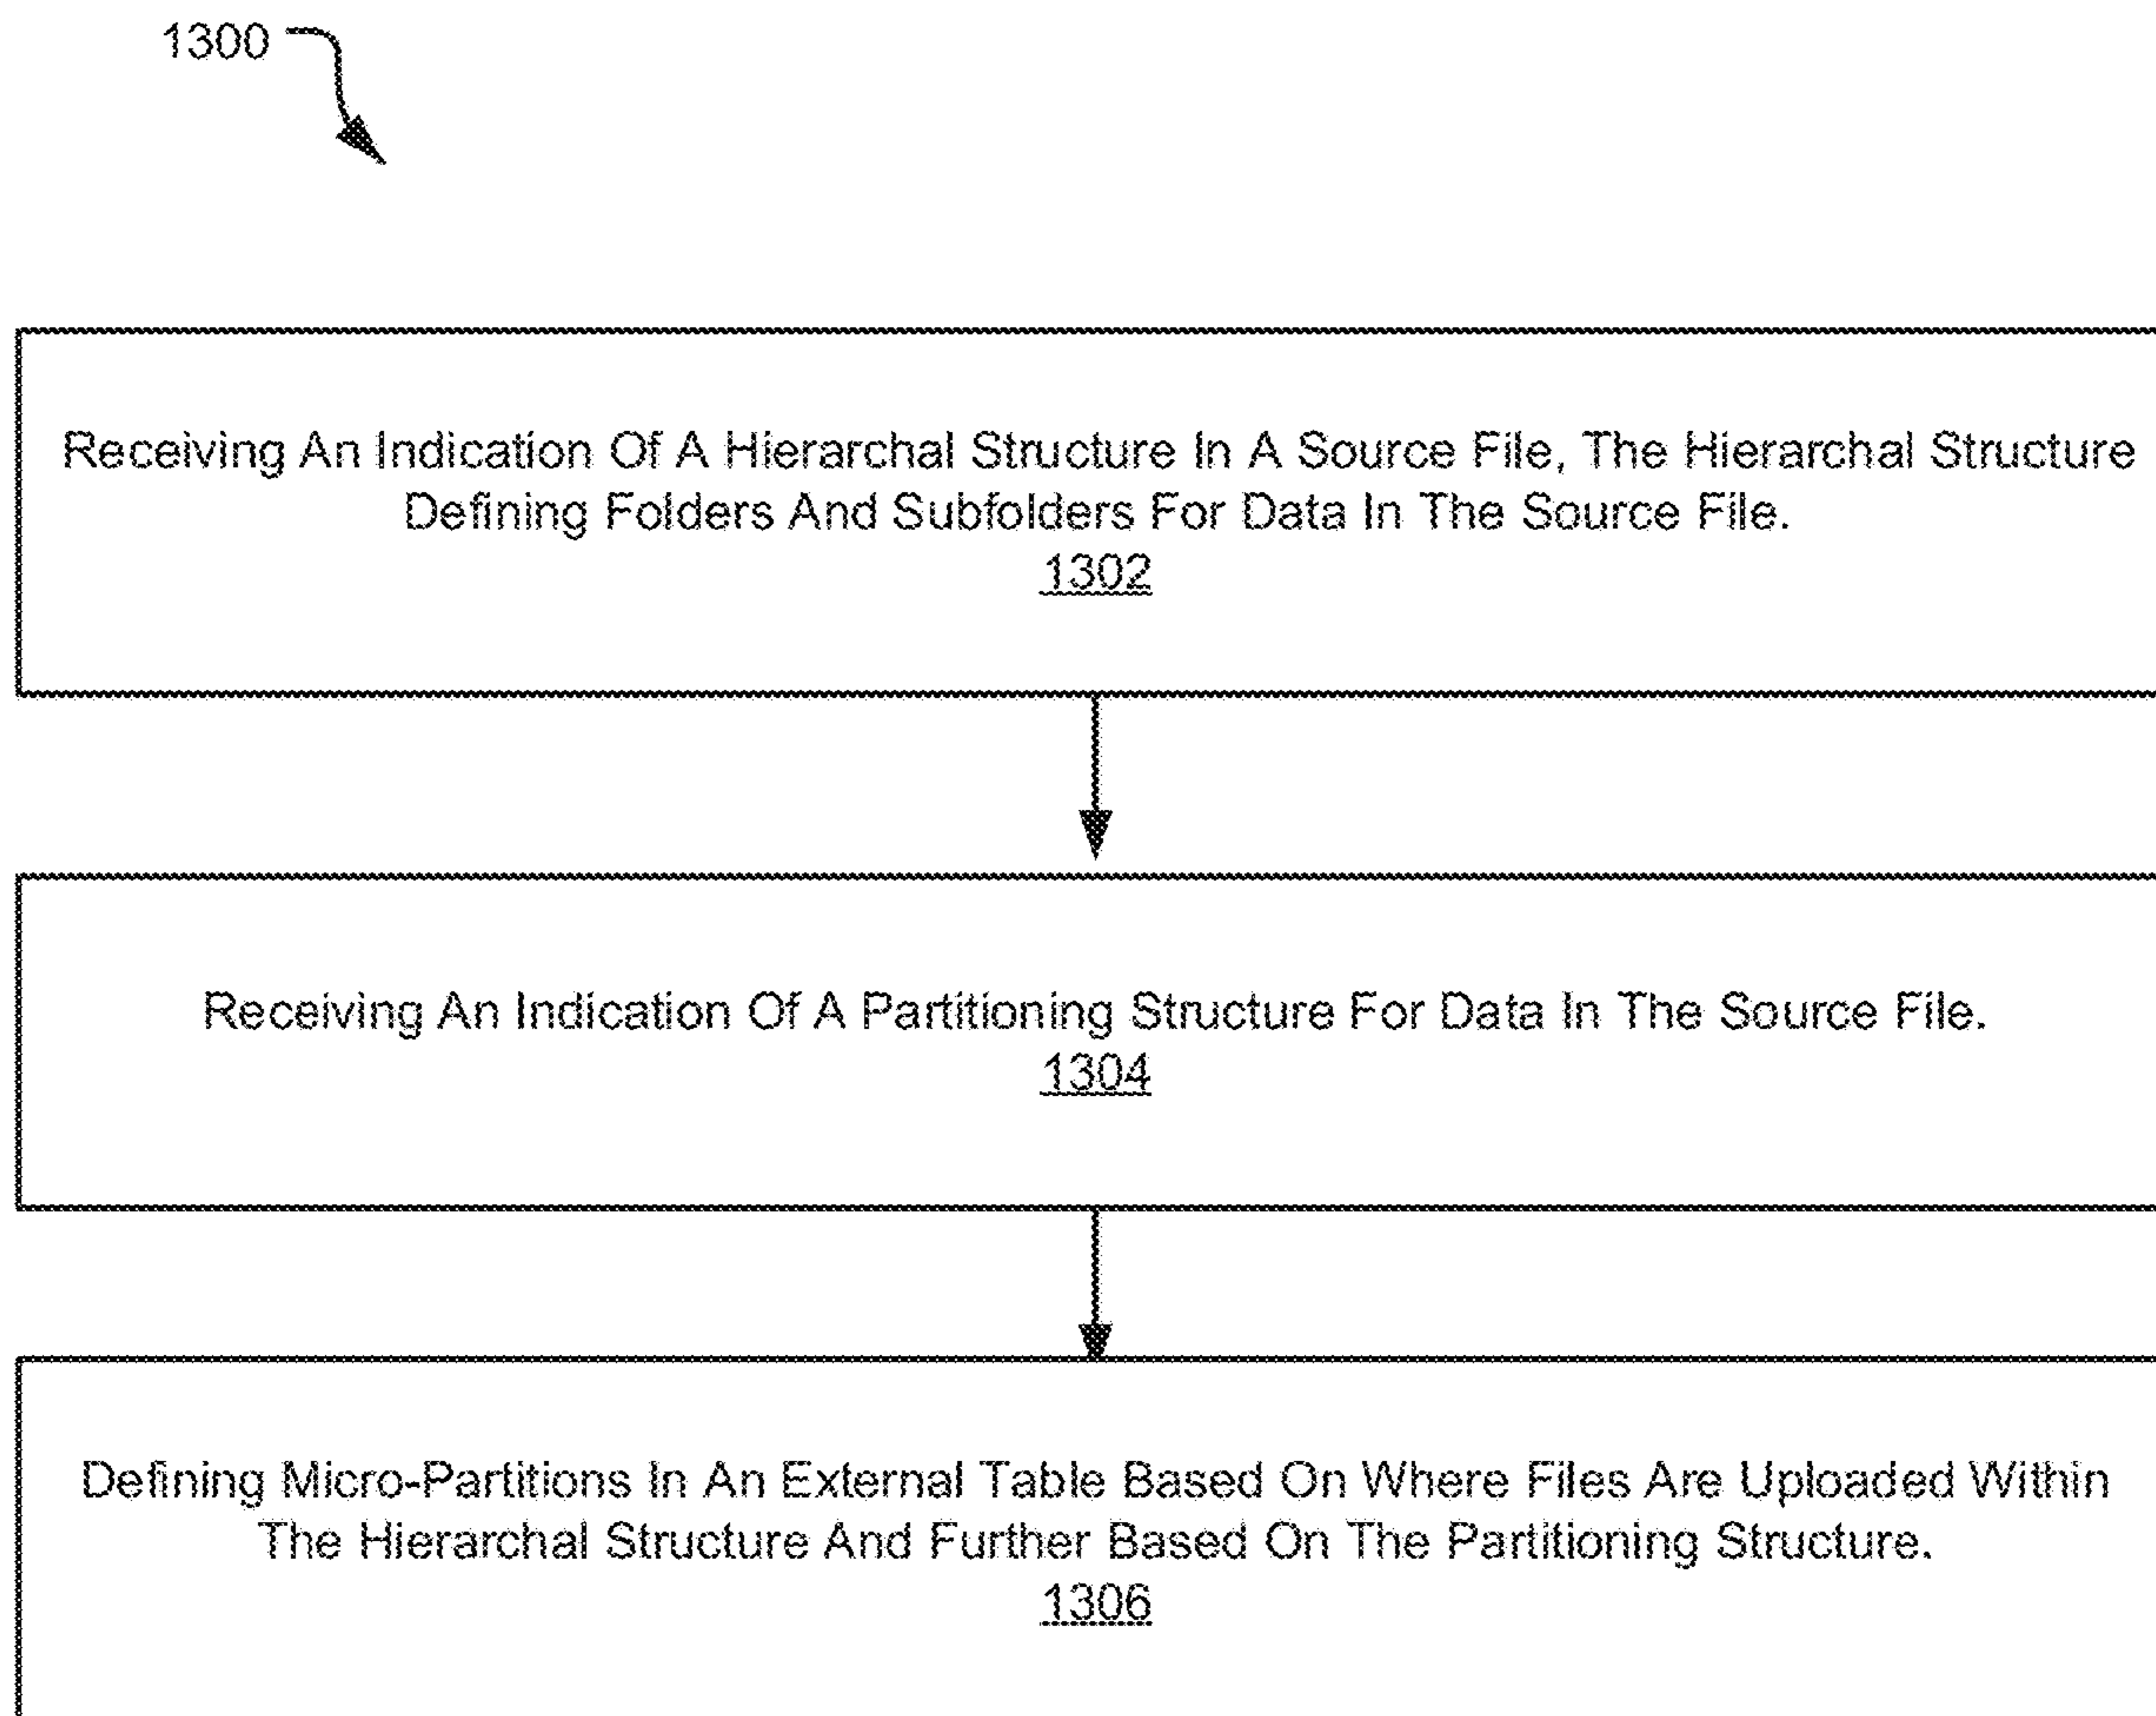 1300
Receiving An Indication Of A Hierarchal Structure In A Source File, The Hierarchal Structure
Defining Folders And Subfolders For Data In The Source File.
1302
Receiving An Indication Of A Partitioning Structure For Data In The Source File.
1304
Defining Micro-Partitions In An External Table Based On Where Files Are Uploaded Within
The Hierarchal Structure And Further Based On The Partitioning Structure.
1306